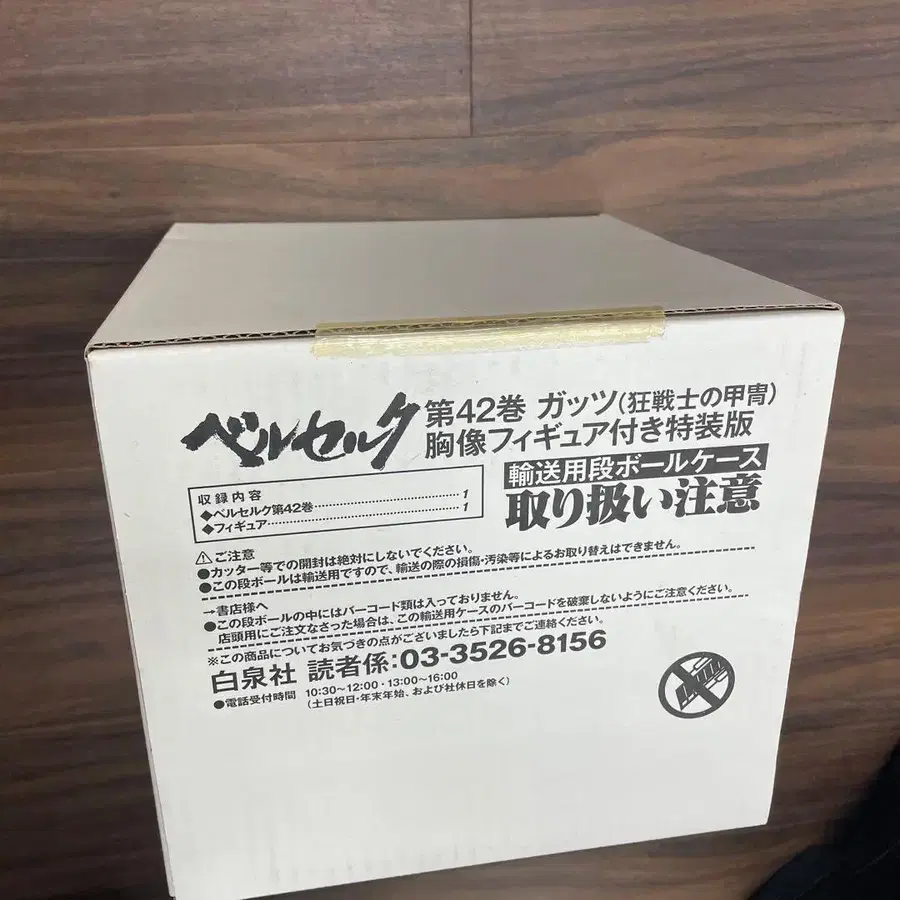 ベルセルク
第42巻 ガッツ(狂戦士の甲冑)
胸像フィギュア付き特装版
輸送用段ボールケース
取り扱い注意
収録内容
◆ベルセルク第42巻……………………1
◆フィギュア……………………………1
⚠ご注意
●カッター等での開封は絶対にしないでください。
●この段ボールは輸送用ですので、輸送の際の損傷・汚染等によるお取り替えはできません。
→書店様へ
●この段ボールの中にはバーコード類は入っておりません。
店頭用にご注文なさった場合は、この輸送用ケースのバーコードを破棄しないようにご注意ください。
※この商品についてお気づきの点がございましたら下記までご連絡ください。
白泉社 読者係:03-3526-8156
●電話受付時間 10:30〜12:00・13:00〜16:00
(土日祝日・年末年始、および社休日を除く)